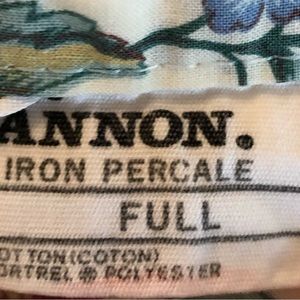 ANNON.
IRON PERCALE
FULL
OTTON(COTON)
ORTREL ® POLYESTER